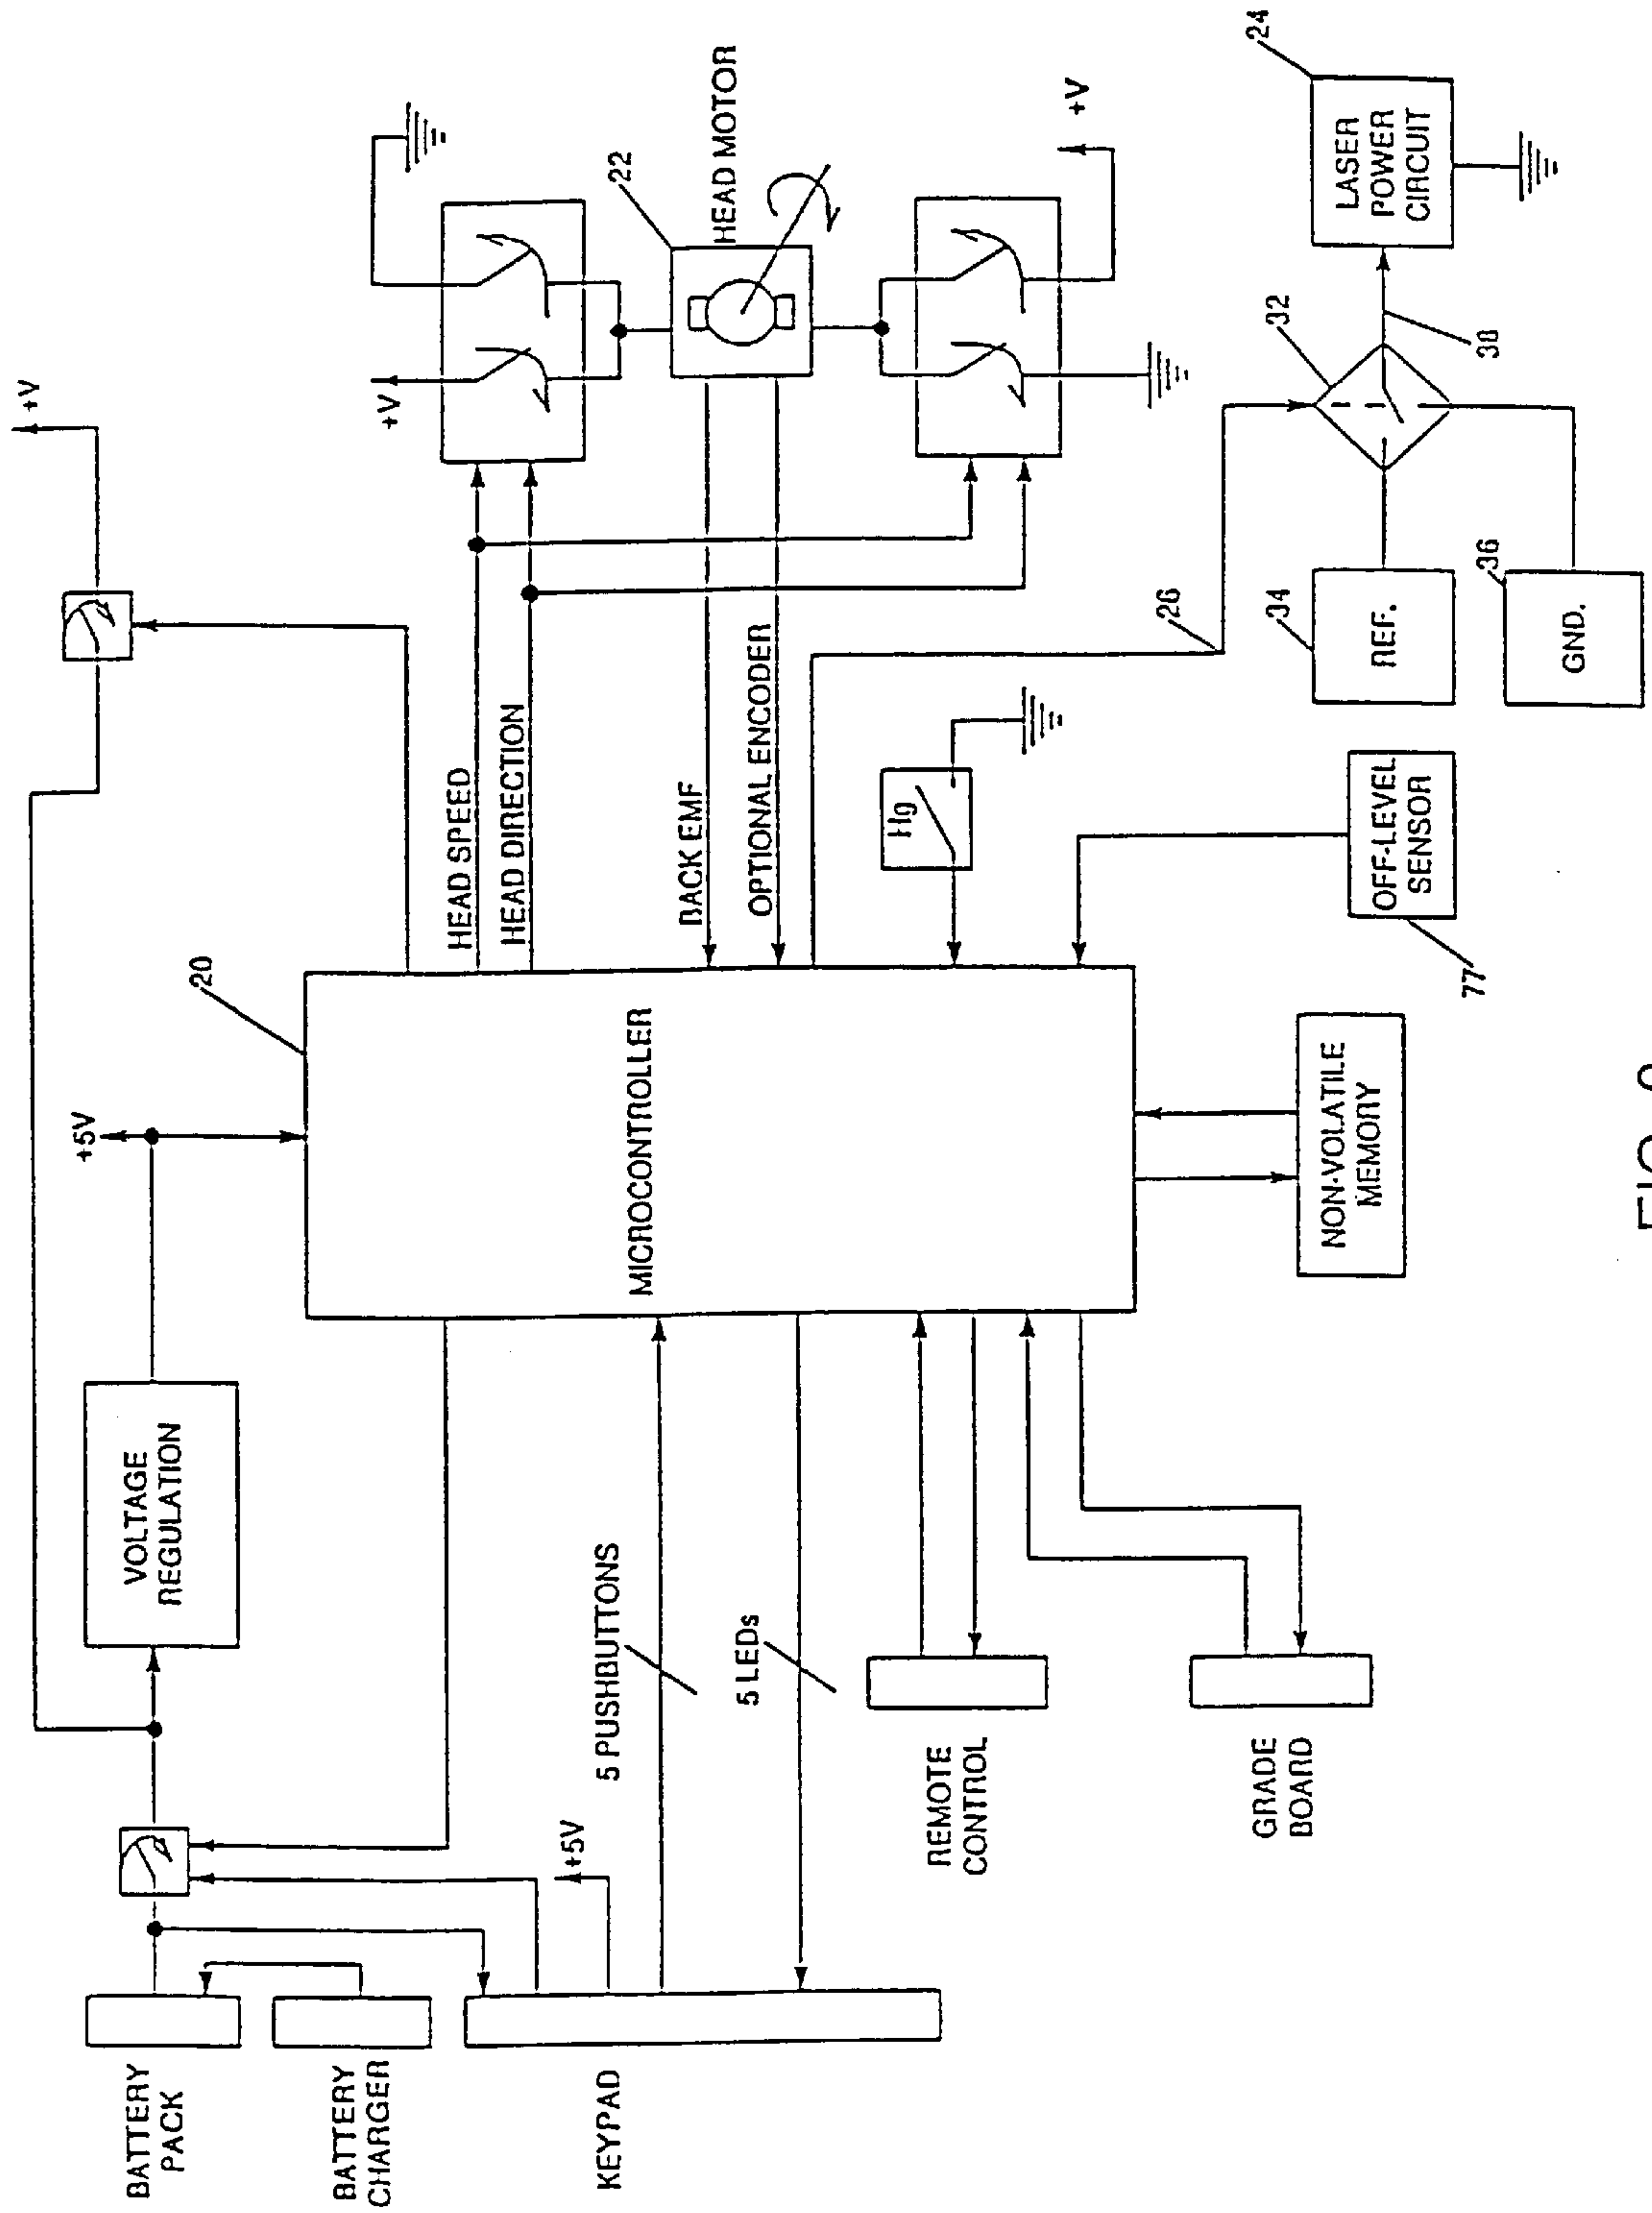 BATTERY
PACK
BATTERY
CHARGER
KEYPAD
+5V
5 PUSHBUTTONS
5 LEDs
REMOTE
CONTROL
GRADE
BOARD
VOLTAGE
REGULATION
+5V
20
MICROCONTROLLER
NON-VOLATILE
MEMORY
77
OFF-LEVEL
SENSOR
Hg
HEAD SPEED
HEAD DIRECTION
BACK EMF
OPTIONAL ENCODER
+V
+V
22
HEAD MOTOR
+V
26
34
REF.
36
GND.
32
38
24
LASER
POWER
CIRCUIT
FIG.